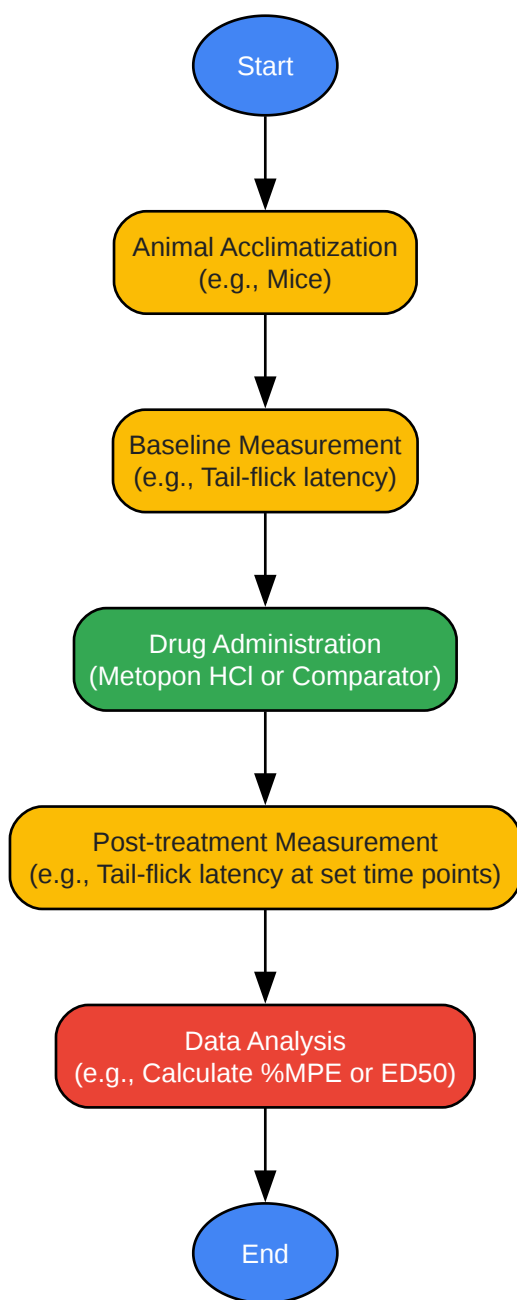 Start
Animal Acclimatization
(e.g., Mice)
Baseline Measurement
(e.g., Tail-flick latency)
Drug Administration
(Metopon HCl or Comparator)
Post-treatment Measurement
(e.g., Tail-flick latency at set time points)
Data Analysis
(e.g., Calculate %MPE or ED50)
End